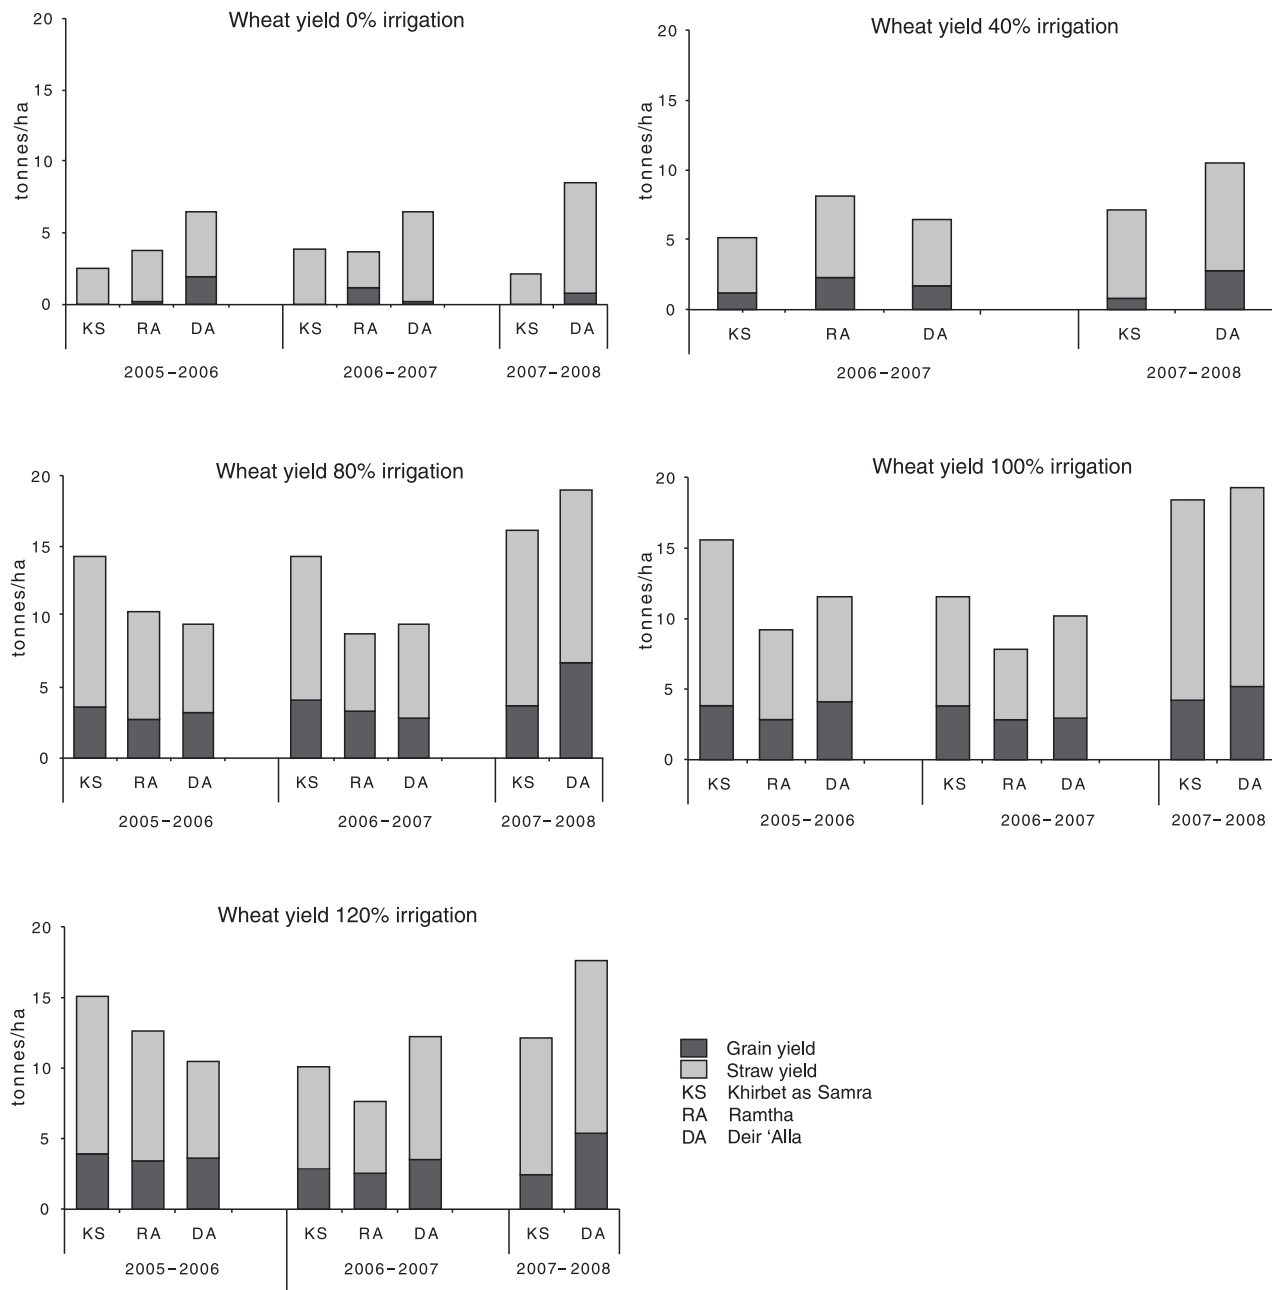 Wheat yield 0% irrigation
tonnes/ha
20
15
10
5
0
KS RA DA KS RA DA KS DA
2005–2006 2006–2007 2007–2008
Wheat yield 40% irrigation
tonnes/ha
20
15
10
5
0
KS RA DA KS DA
2006–2007 2007–2008
Wheat yield 80% irrigation
tonnes/ha
20
15
10
5
0
KS RA DA KS RA DA KS DA
2005–2006 2006–2007 2007–2008
Wheat yield 100% irrigation
tonnes/ha
20
15
10
5
0
KS RA DA KS RA DA KS DA
2005–2006 2006–2007 2007–2008
Wheat yield 120% irrigation
tonnes/ha
20
15
10
5
0
KS RA DA KS RA DA KS DA
2005–2006 2006–2007 2007–2008
Grain yield
Straw yield
KS Khirbet as Samra
RA Ramtha
DA Deir ‘Alla